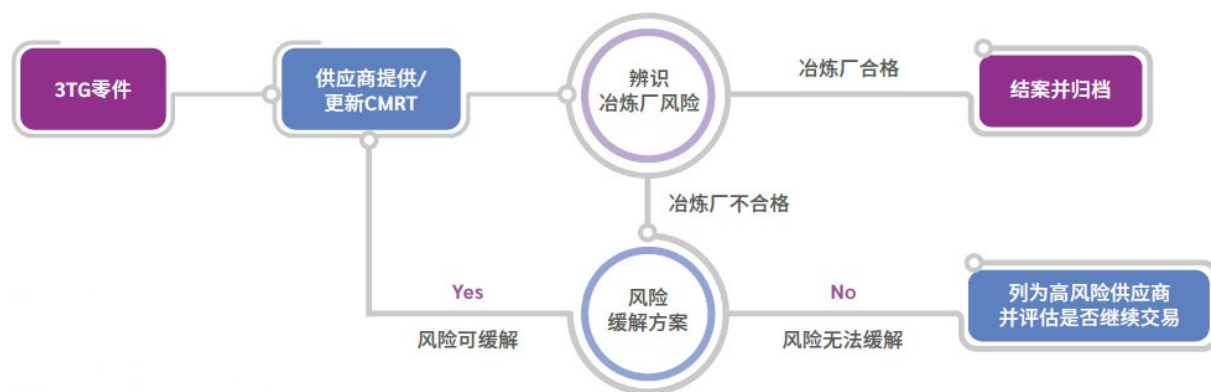 3TG零件
供应商提供/
更新CMRT
辨识
冶炼厂风险
冶炼厂合格
结案并归档
冶炼厂不合格
Yes
风险可缓解
风险
缓解方案
No
风险无法缓解
列为高风险供应商
并评估是否继续交易